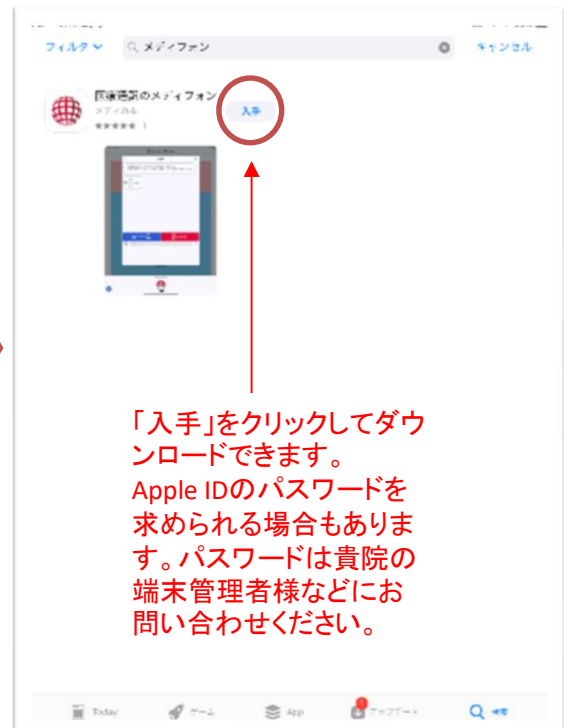 フィルタ メディフォン キャンセル
医療通訳のメディフォン
メディカル
入手
「入手」をクリックしてダウ
ンロードできます。
Apple IDのパスワードを
求められる場合もありま
す。パスワードは貴院の
端末管理者様などにお
問い合わせください。
Today ゲーム App アップデート 検索